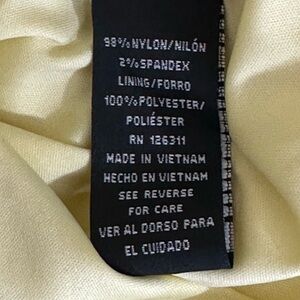 98%NYLON/NILÓN
2%SPANDEX
LINING/FORRO
100%POLYESTER/
POLIÉSTER
RN 126311
MADE IN VIETNAM
HECHO EN VIETNAM
SEE REVERSE
FOR CARE
VER AL DORSO PARA
EL CUIDADO